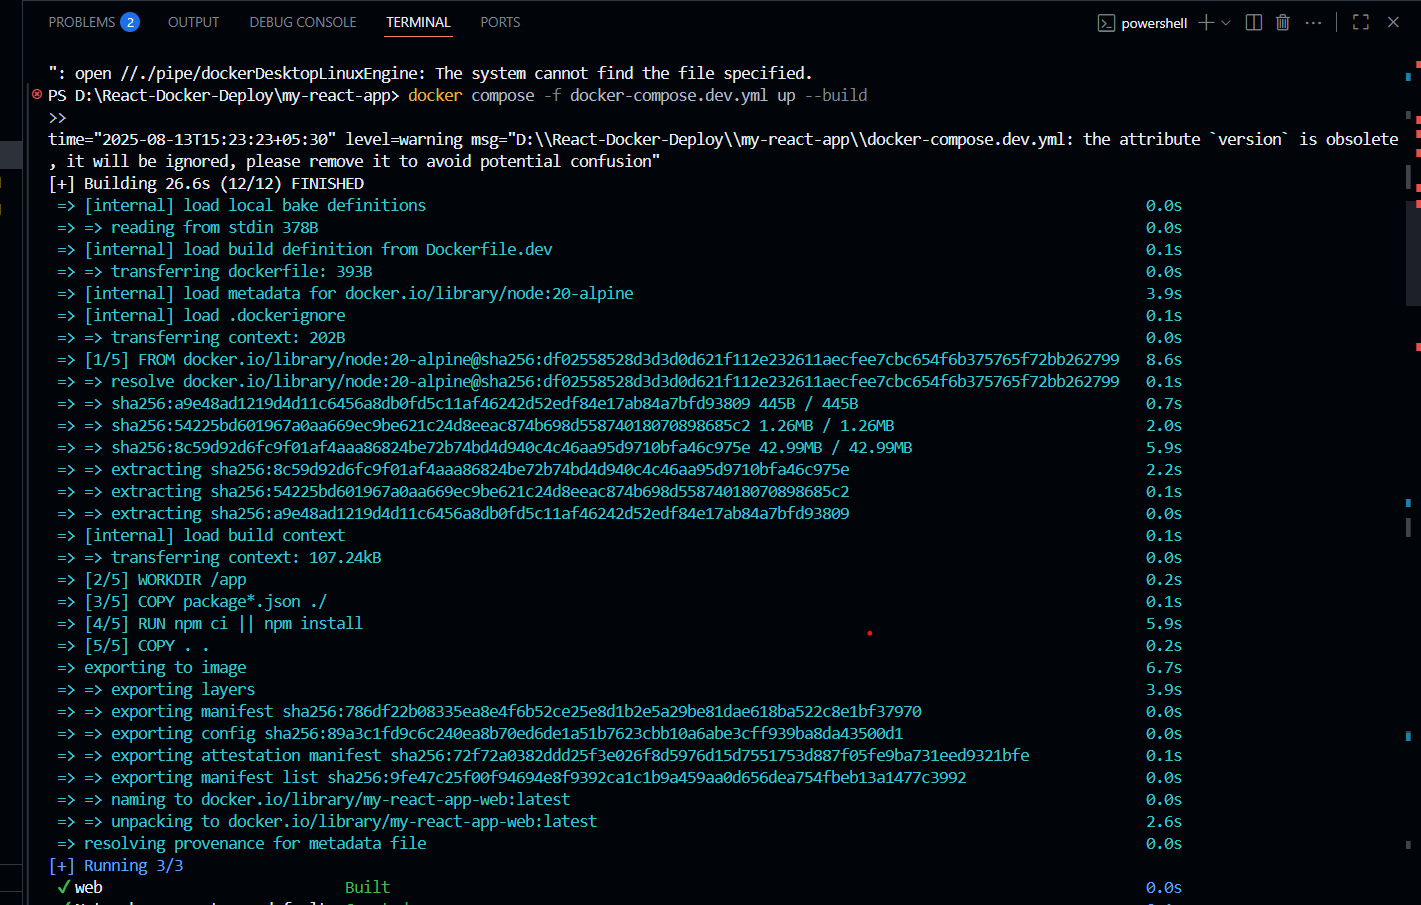 PROBLEMS 2 OUTPUT DEBUG CONSOLE TERMINAL PORTS powershell
": open //./pipe/dockerDesktopLinuxEngine: The system cannot find the file specified.
PS D:\React-Docker-Deploy\my-react-app> docker compose -f docker-compose.dev.yml up --build
>>
time="2025-08-13T15:23:23+05:30" level=warning msg="D:\\React-Docker-Deploy\\my-react-app\\docker-compose.dev.yml: the attribute `version` is obsolete
, it will be ignored, please remove it to avoid potential confusion"
[+] Building 26.6s (12/12) FINISHED
=> [internal] load local bake definitions 0.0s
=> => reading from stdin 378B 0.0s
=> [internal] load build definition from Dockerfile.dev 0.1s
=> => transferring dockerfile: 393B 0.0s
=> [internal] load metadata for docker.io/library/node:20-alpine 3.9s
=> [internal] load .dockerignore 0.1s
=> => transferring context: 202B 0.0s
=> [1/5] FROM docker.io/library/node:20-alpine@sha256:df02558528d3d3d0d621f112e232611aecfee7cbc654f6b375765f72bb262799 8.6s
=> => resolve docker.io/library/node:20-alpine@sha256:df02558528d3d3d0d621f112e232611aecfee7cbc654f6b375765f72bb262799 0.1s
=> => sha256:a9e48ad1219d4d11c6456a8db0fd5c11af46242d52edf84e17ab84a7bfd93809 445B / 445B 0.7s
=> => sha256:54225bd601967a0aa669ec9be621c24d8eeac874b698d55874018070898685c2 1.26MB / 1.26MB 2.0s
=> => sha256:8c59d92d6fc9f01af4aaa86824be72b74bd4d940c4c46aa95d9710bfa46c975e 42.99MB / 42.99MB 5.9s
=> => extracting sha256:8c59d92d6fc9f01af4aaa86824be72b74bd4d940c4c46aa95d9710bfa46c975e 2.2s
=> => extracting sha256:54225bd601967a0aa669ec9be621c24d8eeac874b698d55874018070898685c2 0.1s
=> => extracting sha256:a9e48ad1219d4d11c6456a8db0fd5c11af46242d52edf84e17ab84a7bfd93809 0.0s
=> [internal] load build context 0.1s
=> => transferring context: 107.24kB 0.0s
=> [2/5] WORKDIR /app 0.2s
=> [3/5] COPY package*.json ./ 0.1s
=> [4/5] RUN npm ci || npm install 5.9s
=> [5/5] COPY . . 0.2s
=> exporting to image 6.7s
=> => exporting layers 3.9s
=> => exporting manifest sha256:786df22b08335ea8e4f6b52ce25e8d1b2e5a29be81dae618ba522c8e1bf37970 0.0s
=> => exporting config sha256:89a3c1fd9c6c240ea8b70ed6de1a51b7623cbb10a6abe3cff939ba8da43500d1 0.0s
=> => exporting attestation manifest sha256:72f72a0382ddd25f3e026f8d5976d15d7551753d887f05fe9ba731eed9321bfe 0.1s
=> => exporting manifest list sha256:9fe47c25f00f94694e8f9392ca1c1b9a459aa0d656dea754fbeb13a1477c3992 0.0s
=> => naming to docker.io/library/my-react-app-web:latest 0.0s
=> => unpacking to docker.io/library/my-react-app-web:latest 2.6s
=> resolving provenance for metadata file 0.0s
[+] Running 3/3
✓ web Built 0.0s